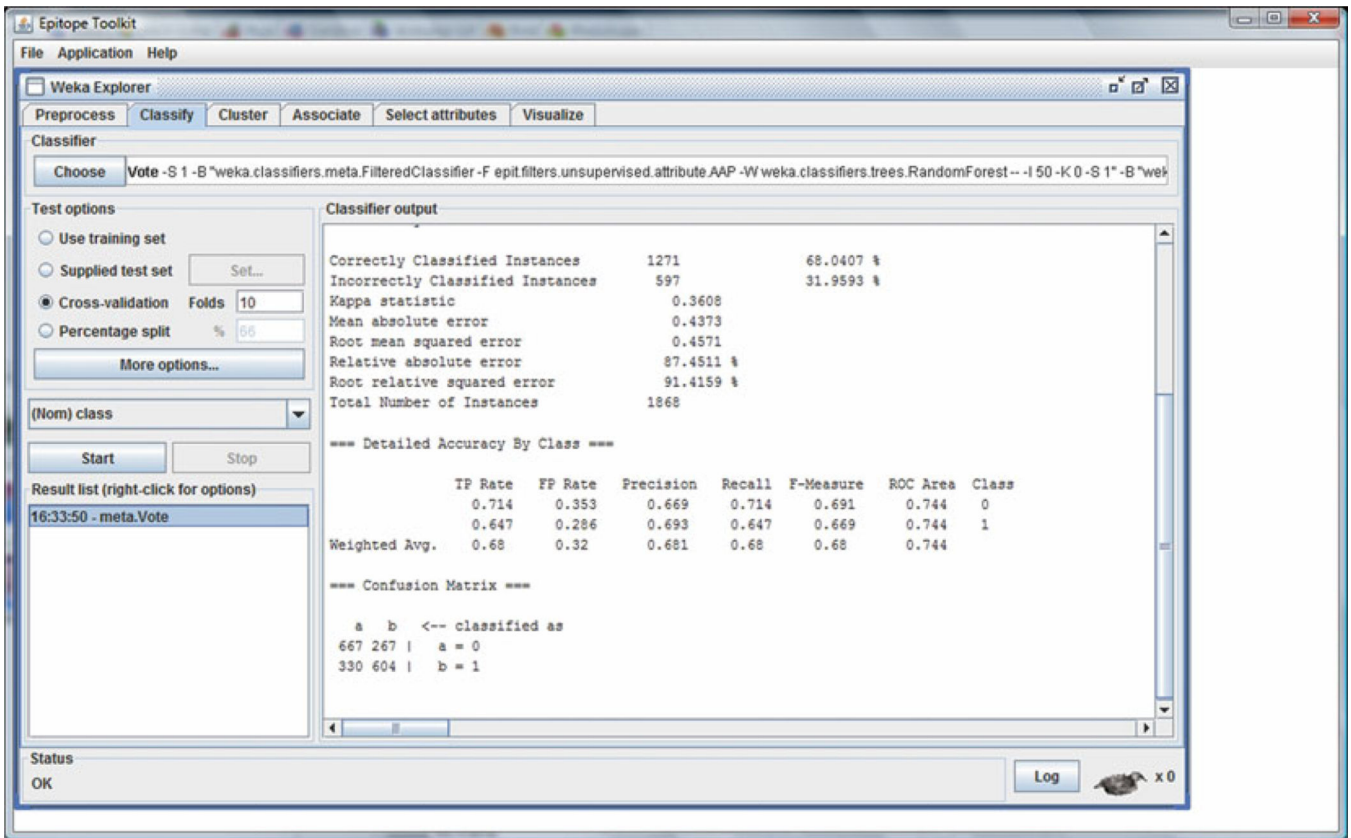 Epitope Toolkit
File Application Help
Weka Explorer
Preprocess Classify Cluster Associate Select attributes Visualize
Classifier
Choose Vote -S 1 -B "weka.classifiers.meta.FilteredClassifier -F epit.filters.unsupervised.attribute.AAP -W weka.classifiers.trees.RandomForest -- -I 50 -K 0 -S 1" -B "wek
Test options
Use training set
Supplied test set Set...
Cross-validation Folds 10
Percentage split % 66
More options...
(Nom) class
Start Stop
Result list (right-click for options)
16:33:50 - meta.Vote
Classifier output
Correctly Classified Instances 1271 68.0407 %
Incorrectly Classified Instances 597 31.9593 %
Kappa statistic 0.3608
Mean absolute error 0.4373
Root mean squared error 0.4571
Relative absolute error 87.4511 %
Root relative squared error 91.4159 %
Total Number of Instances 1868
=== Detailed Accuracy By Class ===
TP Rate FP Rate Precision Recall F-Measure ROC Area Class
0.714 0.353 0.669 0.714 0.691 0.744 0
0.647 0.286 0.693 0.647 0.669 0.744 1
Weighted Avg. 0.68 0.32 0.681 0.68 0.68 0.744
=== Confusion Matrix ===
a b <-- classified as
667 267 | a = 0
330 604 | b = 1
Status
OK
Log x 0